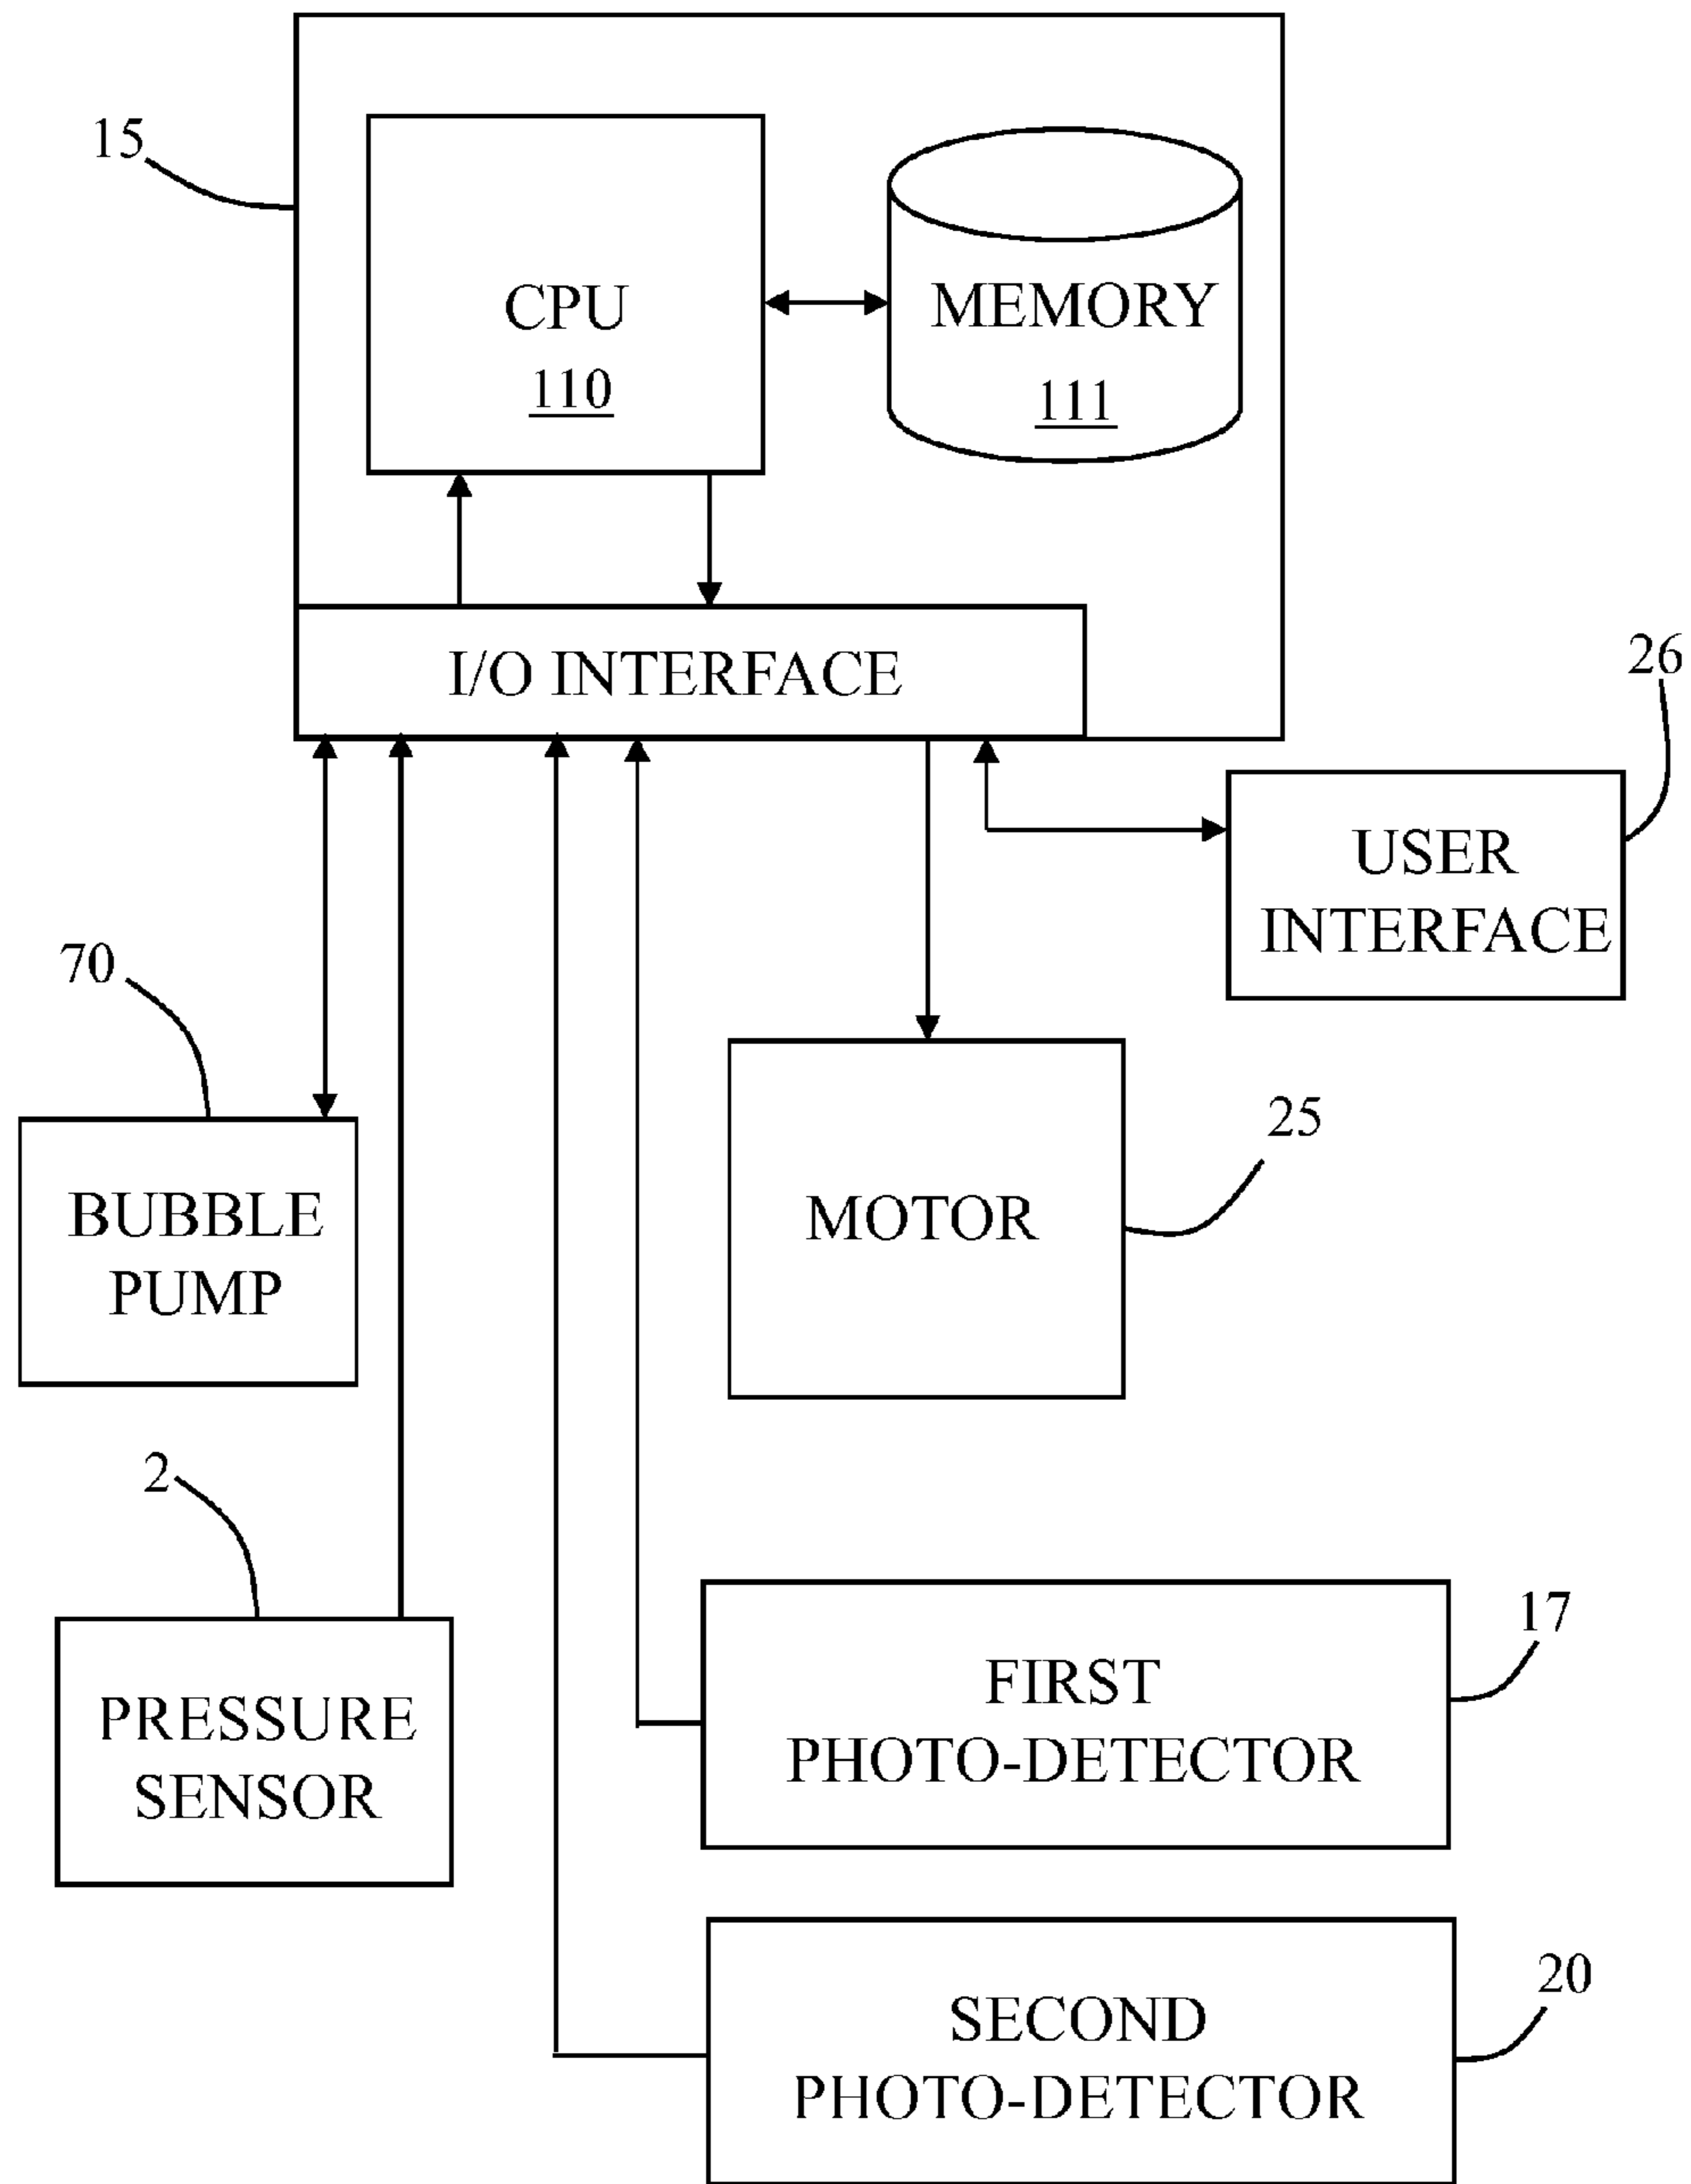 15
CPU
110
MEMORY
111
I/O INTERFACE
26
USER
INTERFACE
70
BUBBLE
PUMP
25
MOTOR
2
PRESSURE
SENSOR
17
FIRST
PHOTO-DETECTOR
20
SECOND
PHOTO-DETECTOR